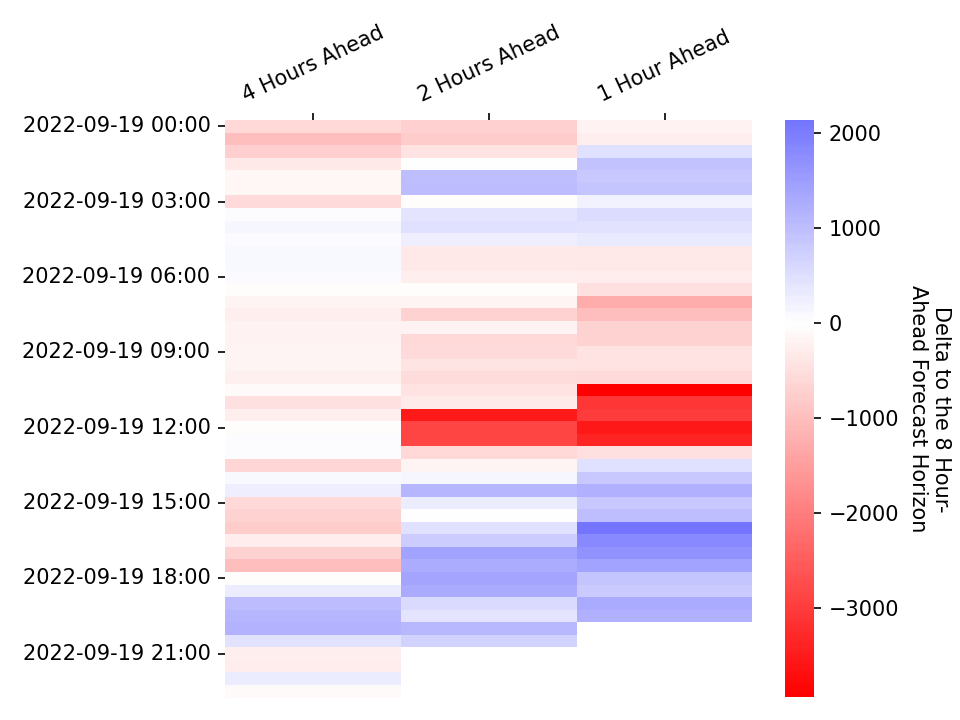 4 Hours Ahead
2 Hours Ahead
1 Hour Ahead
2022-09-19 00:00
2022-09-19 03:00
2022-09-19 06:00
2022-09-19 09:00
2022-09-19 12:00
2022-09-19 15:00
2022-09-19 18:00
2022-09-19 21:00
2000
1000
0
−1000
−2000
−3000
Delta to the 8 Hour-
Ahead Forecast Horizon